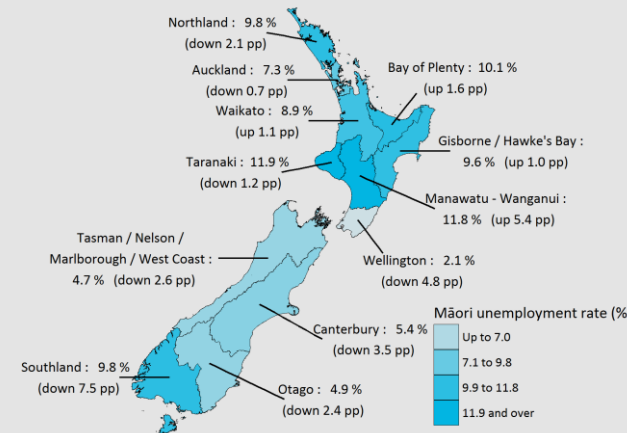 Northland : 9.8 %
(down 2.1 pp)
Auckland : 7.3 %
(down 0.7 pp)
Bay of Plenty : 10.1 %
(up 1.6 pp)
Waikato : 8.9 %
(up 1.1 pp)
Gisborne / Hawke's Bay :
9.6 % (up 1.0 pp)
Taranaki : 11.9 %
(down 1.2 pp)
Manawatu - Wanganui :
11.8 % (up 5.4 pp)
Tasman / Nelson /
Marlborough / West Coast :
4.7 % (down 2.6 pp)
Wellington : 2.1 %
(down 4.8 pp)
Canterbury : 5.4 %
(down 3.5 pp)
Southland : 9.8 %
(down 7.5 pp)
Otago : 4.9 %
(down 2.4 pp)
Māori unemployment rate (%
Up to 7.0
7.1 to 9.8
9.9 to 11.8
11.9 and over